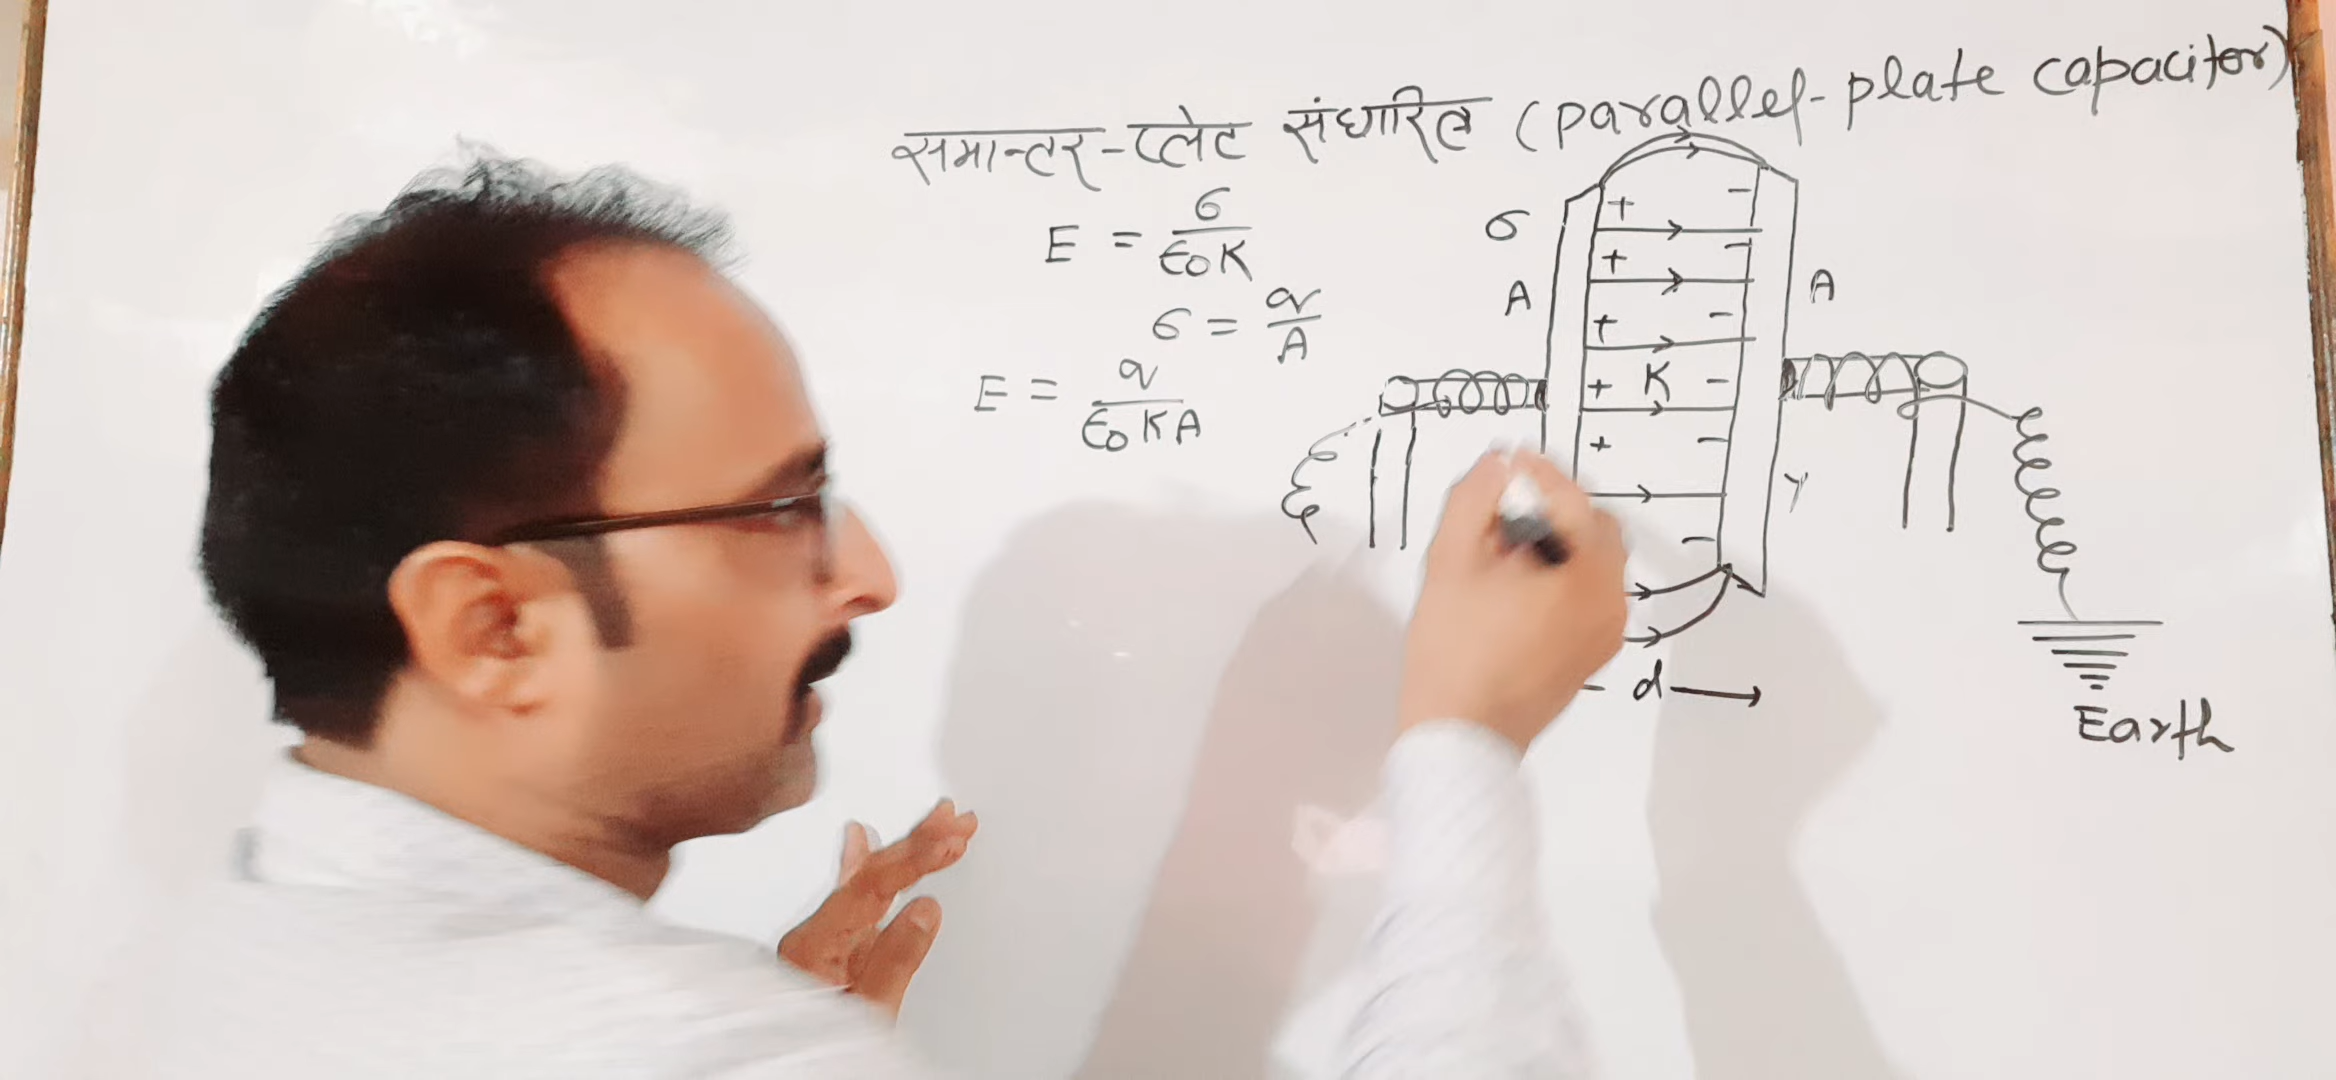 समान्तर-प्लेट संधारित्र (parallel-plate capacitor)
E = σ / ε₀K
σ = q / A
E = q / ε₀KA
σ
A
A
+ -
+ -
+ -
+ K -
+ -
-
Y
d
Earth